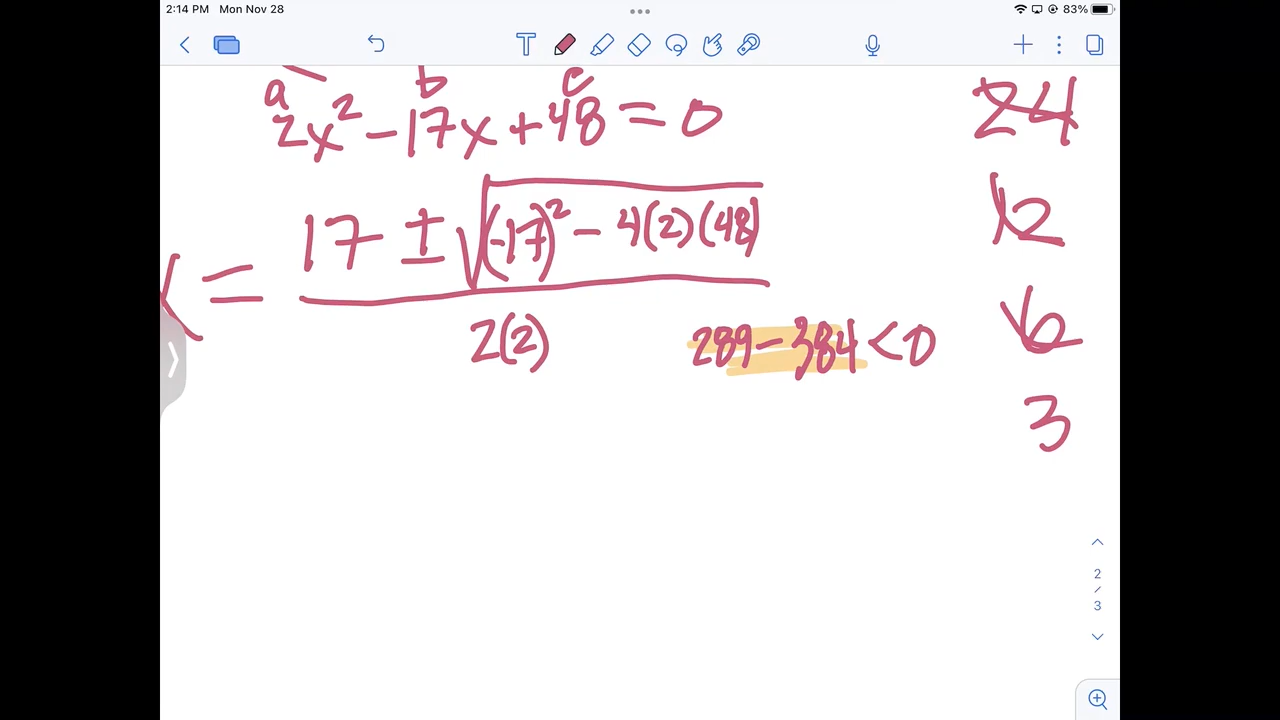 2:14 PM Mon Nov 28
83%
T
a b c
2x² - 17x + 48 = 0
x = 17 ± √(-17)² - 4(2)(48)
2(2)
289 - 384 < 0
24
12
6
3
2
/
3